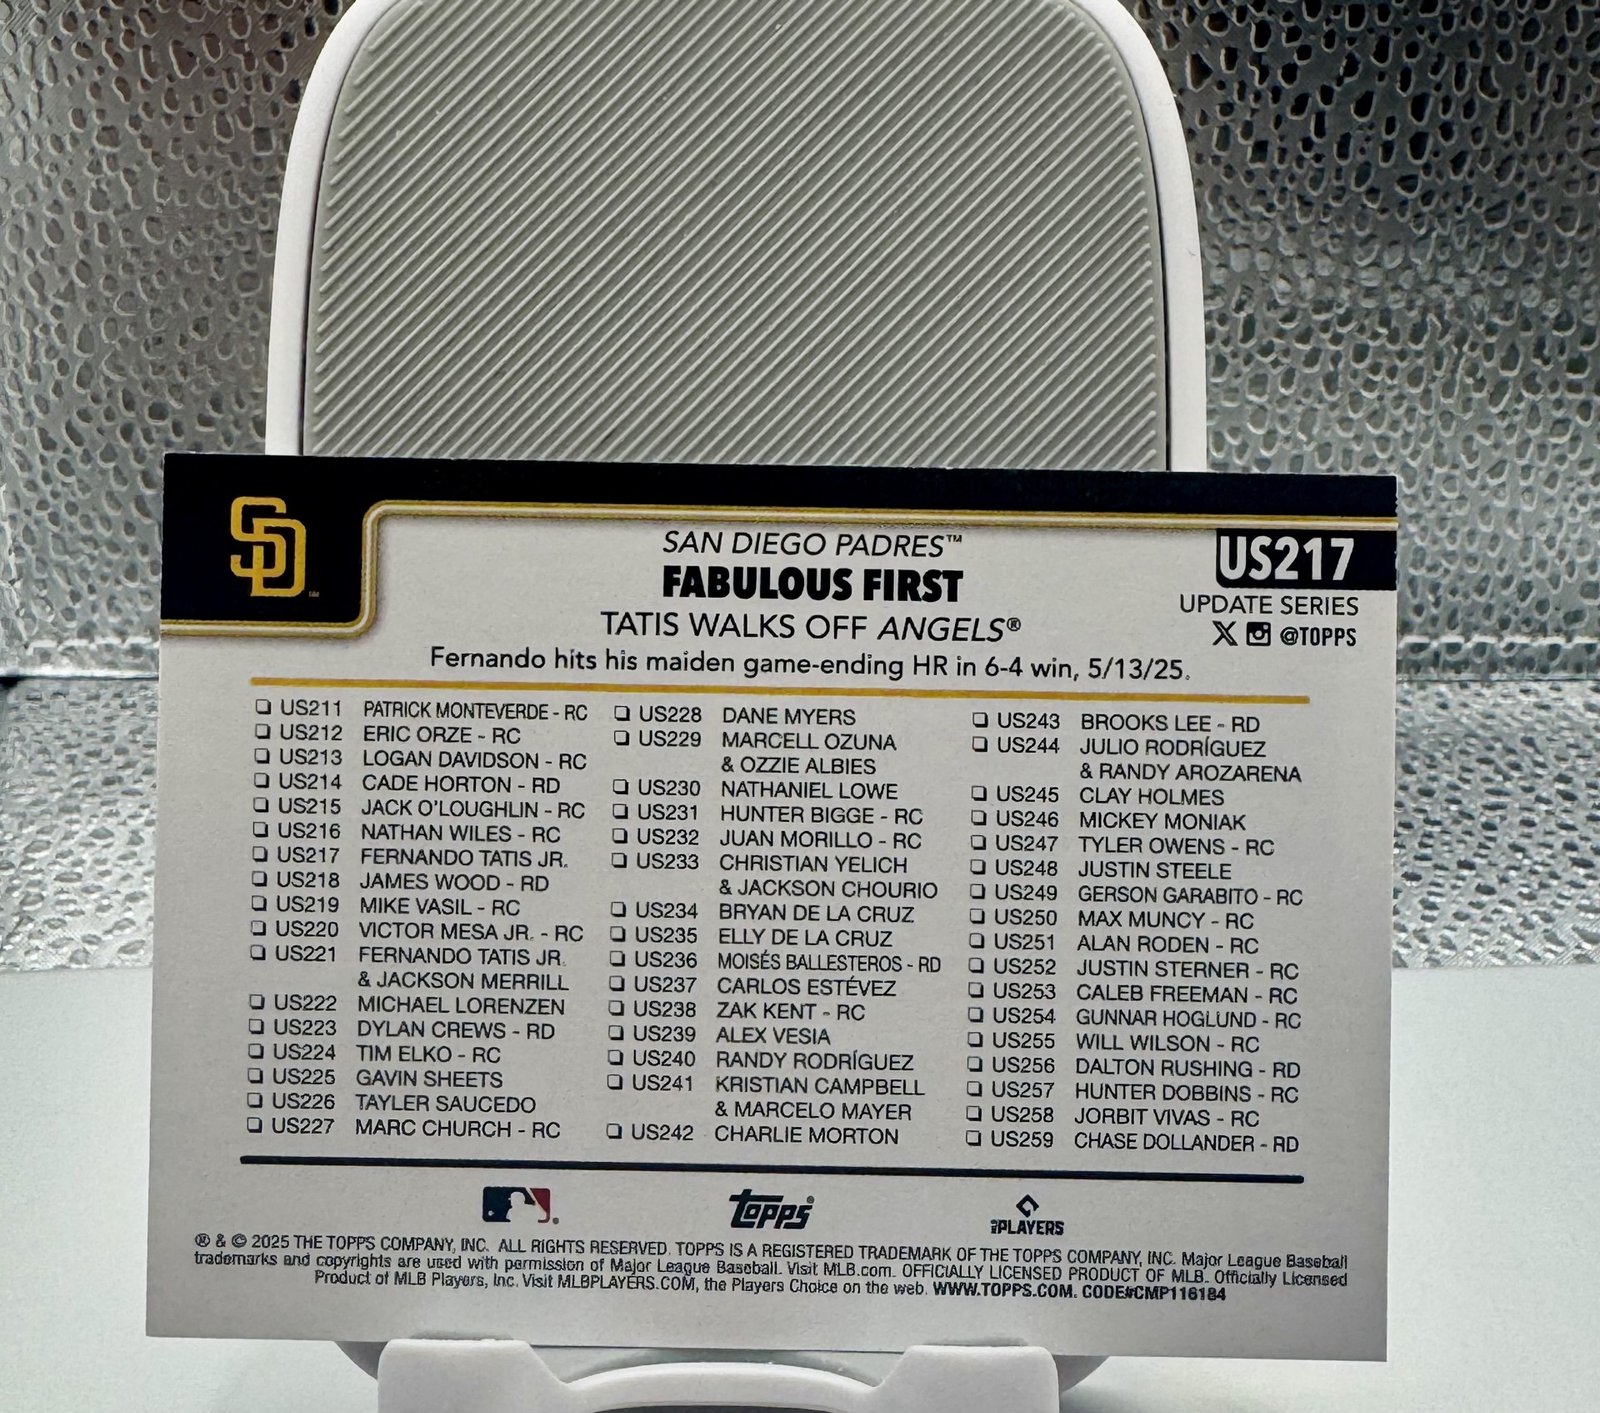 SD
SAN DIEGO PADRES™
FABULOUS FIRST
TATIS WALKS OFF ANGELS®
Fernando hits his maiden game-ending HR in 6-4 win, 5/13/25.
US217
UPDATE SERIES
X @TOPPS
US211 PATRICK MONTEVERDE - RC
US212 ERIC ORZE - RC
US213 LOGAN DAVIDSON - RC
US214 CADE HORTON - RD
US215 JACK O'LOUGHLIN - RC
US216 NATHAN WILES - RC
US217 FERNANDO TATIS JR.
US218 JAMES WOOD - RD
US219 MIKE VASIL - RC
US220 VICTOR MESA JR. - RC
US221 FERNANDO TATIS JR.
& JACKSON MERRILL
US222 MICHAEL LORENZEN
US223 DYLAN CREWS - RD
US224 TIM ELKO - RC
US225 GAVIN SHEETS
US226 TAYLER SAUCEDO
US227 MARC CHURCH - RC
US228 DANE MYERS
US229 MARCELL OZUNA
& OZZIE ALBIES
US230 NATHANIEL LOWE
US231 HUNTER BIGGE - RC
US232 JUAN MORILLO - RC
US233 CHRISTIAN YELICH
& JACKSON CHOURIO
US234 BRYAN DE LA CRUZ
US235 ELLY DE LA CRUZ
US236 MOISÉS BALLESTEROS - RD
US237 CARLOS ESTÉVEZ
US238 ZAK KENT - RC
US239 ALEX VESIA
US240 RANDY RODRÍGUEZ
US241 KRISTIAN CAMPBELL
& MARCELO MAYER
US242 CHARLIE MORTON
US243 BROOKS LEE - RD
US244 JULIO RODRÍGUEZ
& RANDY AROZARENA
US245 CLAY HOLMES
US246 MICKEY MONIAK
US247 TYLER OWENS - RC
US248 JUSTIN STEELE
US249 GERSON GARABITO - RC
US250 MAX MUNCY - RC
US251 ALAN RODEN - RC
US252 JUSTIN STERNER - RC
US253 CALEB FREEMAN - RC
US254 GUNNAR HOGLUND - RC
US255 WILL WILSON - RC
US256 DALTON RUSHING - RD
US257 HUNTER DOBBINS - RC
US258 JORBIT VIVAS - RC
US259 CHASE DOLLANDER - RD
TOPPS
PLAYERS
® & © 2025 THE TOPPS COMPANY, INC. ALL RIGHTS RESERVED. TOPPS IS A REGISTERED TRADEMARK OF THE TOPPS COMPANY, INC. Major League Baseball
trademarks and copyrights are used with permission of Major League Baseball. Visit MLB.com. OFFICIALLY LICENSED PRODUCT OF MLB. Officially Licensed
Product of MLB Players, Inc. Visit MLBPLAYERS.COM, the Players Choice on the web. WWW.TOPPS.COM. CODE#CMP116184